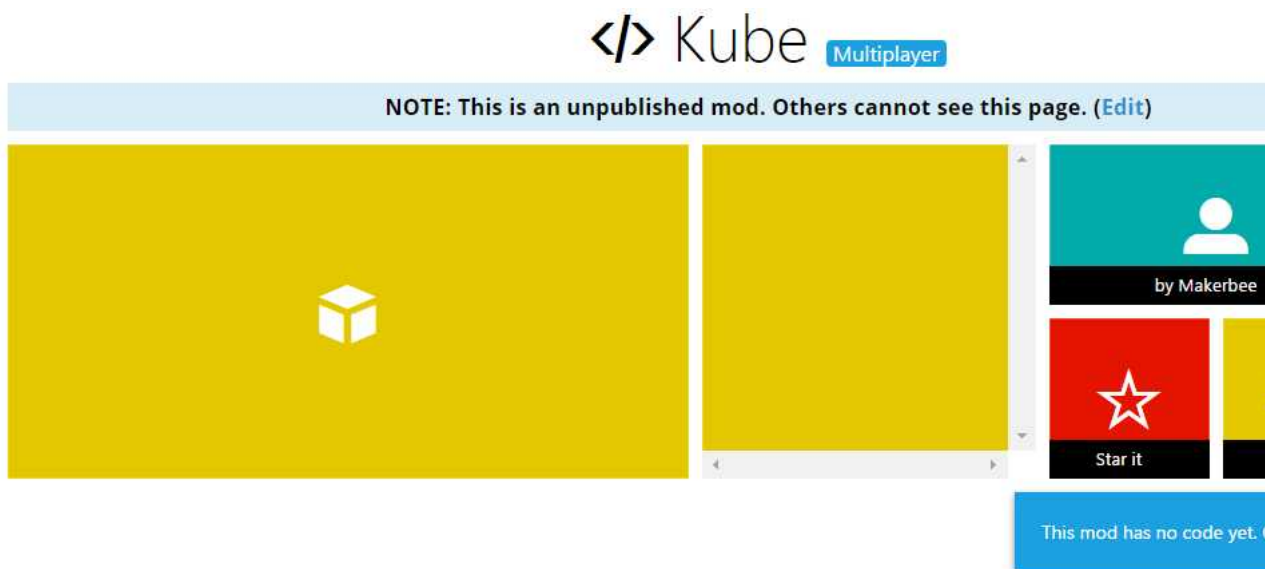 </> Kube Multiplayer
NOTE: This is an unpublished mod. Others cannot see this page. (Edit)
by Makerbee
Star it
This mod has no code yet.